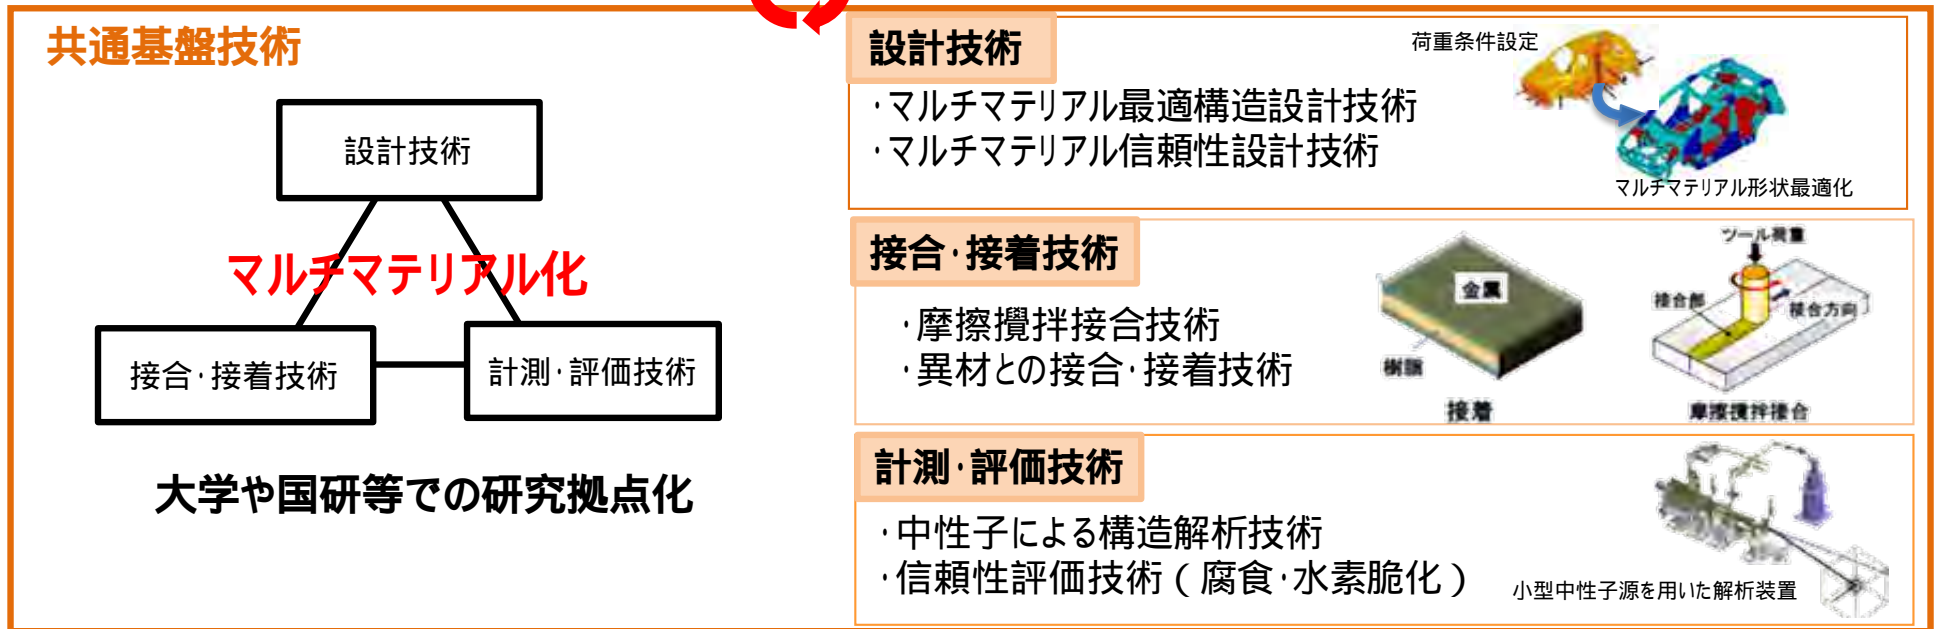 共通基盤技術
設計技術
マルチマテリアル化
接合・接着技術
計測・評価技術
大学や国研等での研究拠点化
設計技術
・マルチマテリアル最適構造設計技術
・マルチマテリアル信頼性設計技術
荷重条件設定
マルチマテリアル形状最適化
接合・接着技術
・摩擦攪拌接合技術
・異材との接合・接着技術
金属
樹脂
接着
ツール荷重
接合部
接合方向
摩擦攪拌接合
計測・評価技術
・中性子による構造解析技術
・信頼性評価技術(腐食・水素脆化)
小型中性子源を用いた解析装置